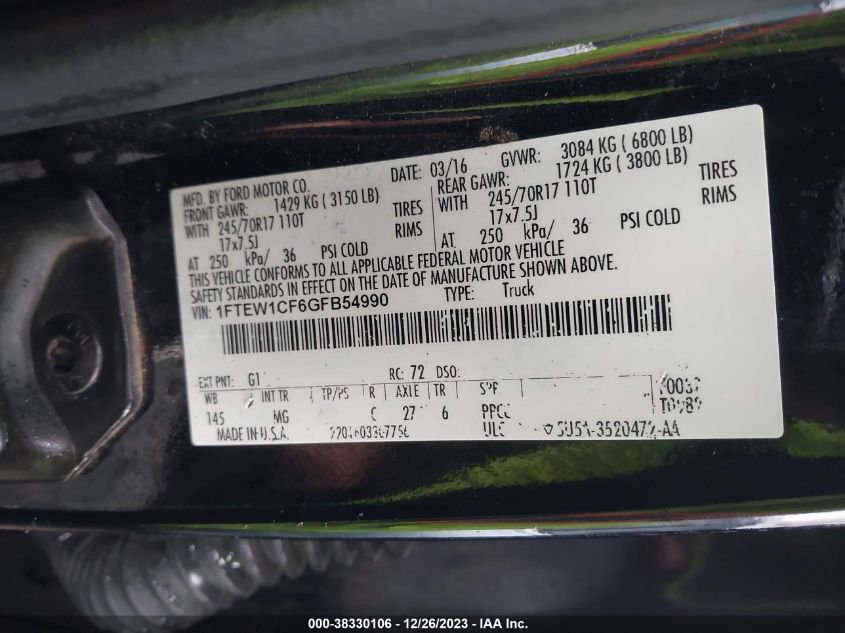 MFD. BY FORD MOTOR CO.
DATE: 03/16 GVWR: 3084 KG ( 6800 LB)
FRONT GAWR: 1429 KG ( 3150 LB) REAR GAWR: 1724 KG ( 3800 LB)
WITH 245/70R17 110T TIRES WITH 245/70R17 110T TIRES
17x7.5J RIMS 17x7.5J RIMS
AT 250 kPa/ 36 PSI COLD AT 250 kPa/ 36 PSI COLD
THIS VEHICLE CONFORMS TO ALL APPLICABLE FEDERAL MOTOR VEHICLE
SAFETY STANDARDS IN EFFECT ON THE DATE OF MANUFACTURE SHOWN ABOVE.
VIN: 1FTEW1CF6GFB54990 TYPE: Truck
EXT PNT: G1 RC: 72 DSO:
WB INT TR TP/PS R AXLE TR SPR
145 MG C 27 6
MADE IN U.S.A.
000-38330106 - 12/26/2023 - IAA Inc.